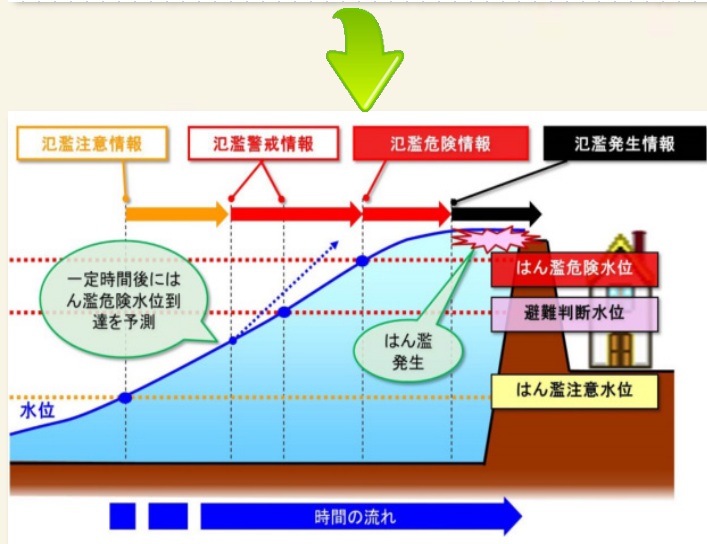 氾濫注意情報
氾濫警戒情報
氾濫危険情報
氾濫発生情報
一定時間後には
ん濫危険水位到
達を予測
はん濫
発生
はん濫危険水位
避難判断水位
はん濫注意水位
水位
時間の流れ